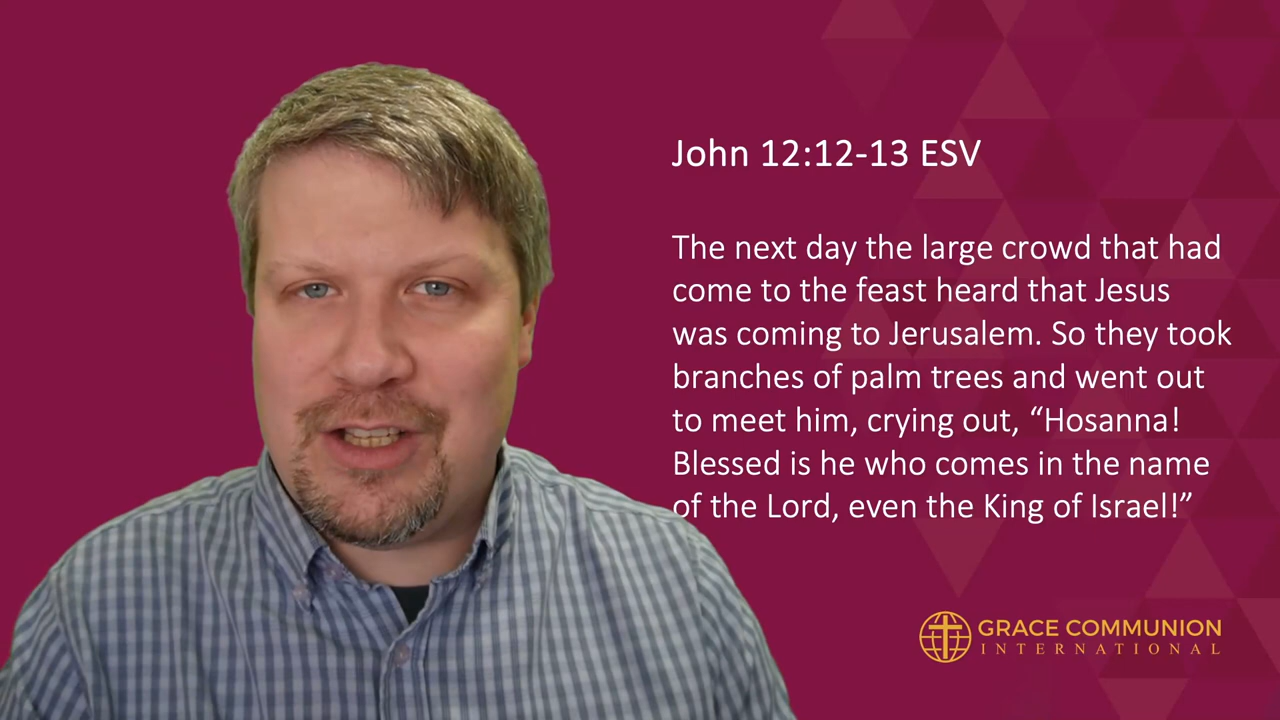 John 12:12-13 ESV
The next day the large crowd that had
come to the feast heard that Jesus
was coming to Jerusalem. So they took
branches of palm trees and went out
to meet him, crying out, “Hosanna!
Blessed is he who comes in the name
of the Lord, even the King of Israel!”
GRACE COMMUNION
INTERNATIONAL